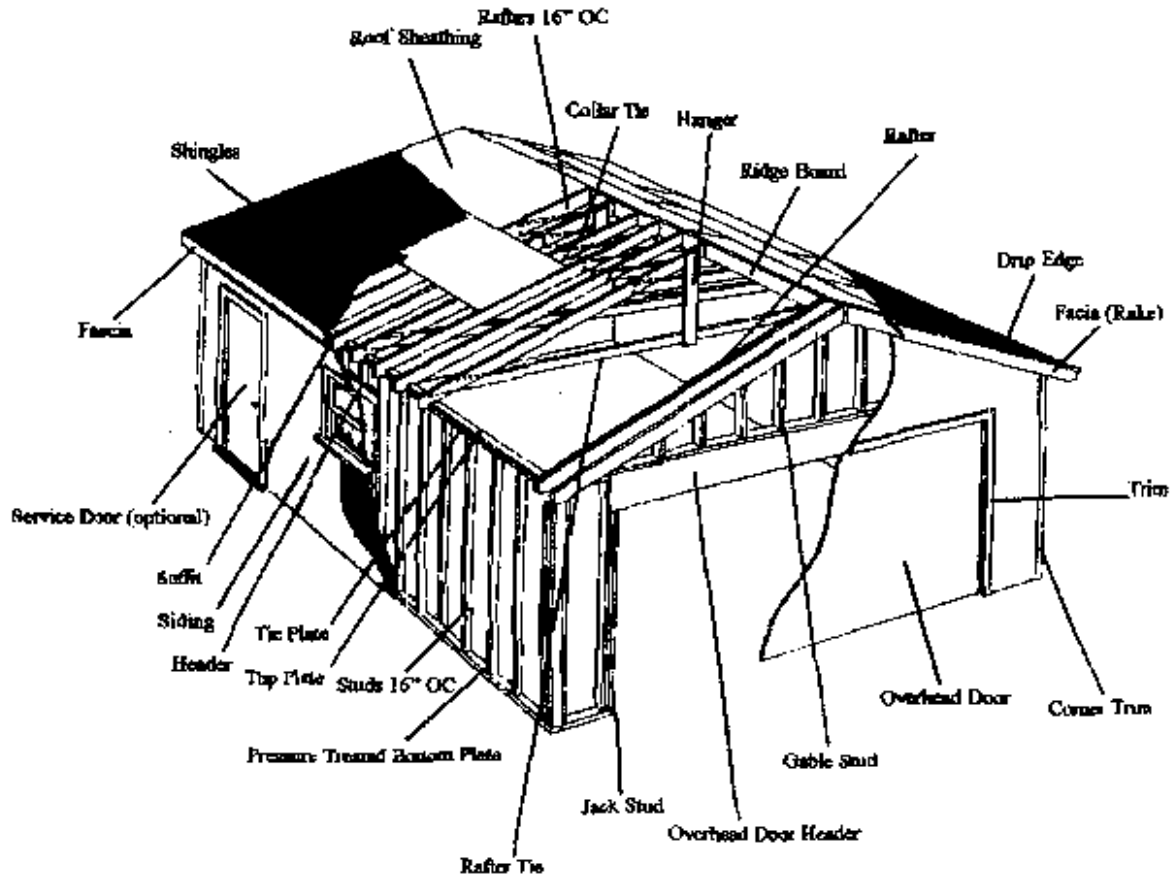 Rafters 16" OC
Roof Sheathing
Collar Tie
Hanger
Rafter
Shingles
Ridge Board
Drip Edge
Fascia
Facia (Rake)
Service Door (optional)
Trim
Soffit
Siding
Tie Plate
Header
Top Plate
Studs 16" OC
Overhead Door
Corner Trim
Pressure Treated Bottom Plate
Gable Stud
Jack Stud
Overhead Door Header
Rafter Tie